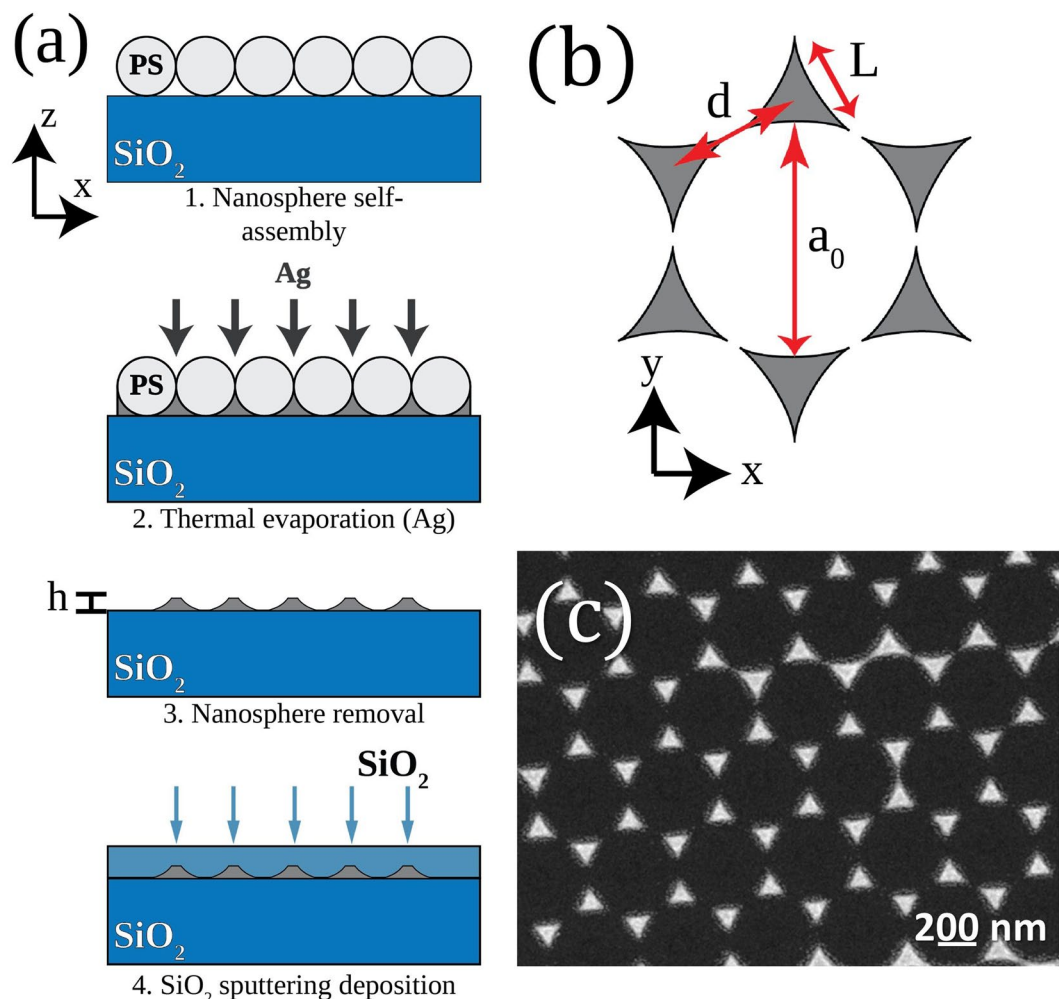 (a)
PS
z
x
SiO2
1. Nanosphere self-
assembly
Ag
PS
SiO2
2. Thermal evaporation (Ag)
h
SiO2
3. Nanosphere removal
SiO2
SiO2
4. SiO2 sputtering deposition
(b)
L
d
a0
y
x
(c)
200 nm